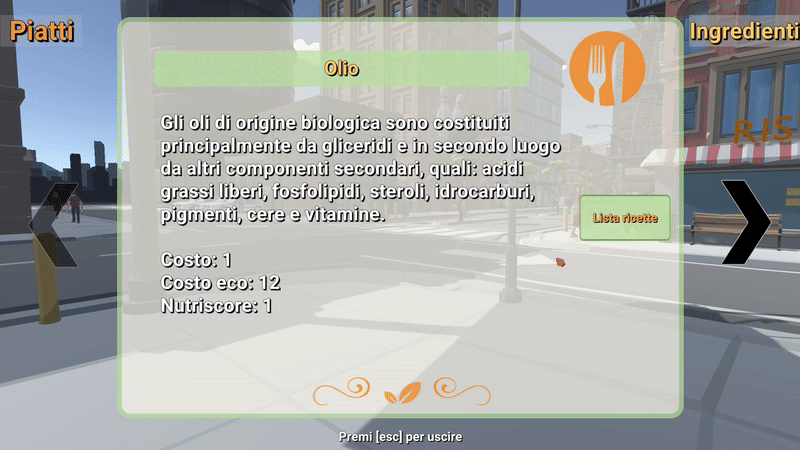 Piatti
Ingredienti
Olio
Gli oli di origine biologica sono costituiti
principalmente da gliceridi e in secondo luogo
da altri componenti secondari, quali: acidi
grassi liberi, fosfolipidi, steroli, idrocarburi,
pigmenti, cere e vitamine.
Costo: 1
Costo eco: 12
Nutriscore: 1
Lista ricette
RIS
Premi [esc] per uscire